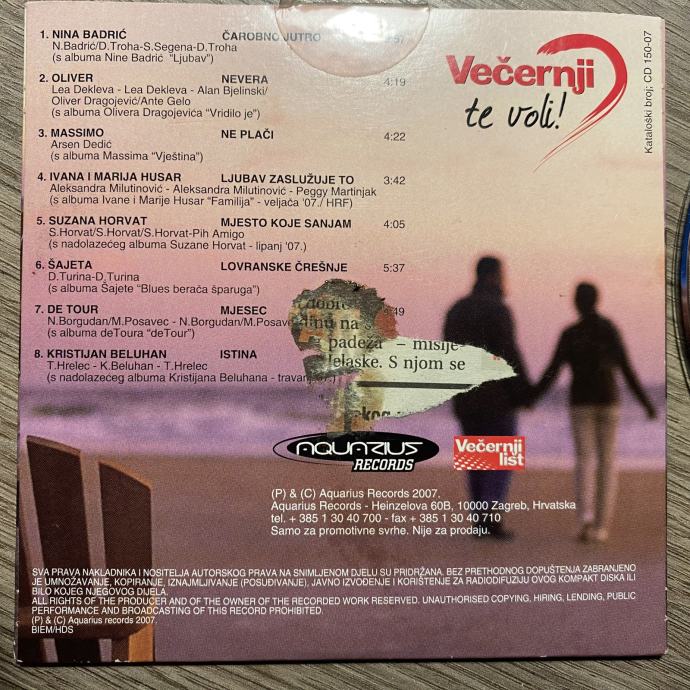 1. NINA BADRIĆ ČAROBNO JUTRO
N.Badrić/D.Troha-S.Segena-D.Troha
(s albuma Nine Badrić “Ljubav”)
2. OLIVER NEVERA 4:19
Lea Dekleva - Lea Dekleva - Alan Bjelinski/
Oliver Dragojević/Ante Gelo
(s albuma Olivera Dragojevića “Vridilo je”)
3. MASSIMO NE PLAČI 4:22
Arsen Dedić
(s albuma Massima “Vještina”)
4. IVANA I MARIJA HUSAR LJUBAV ZASLUŽUJE TO 3:42
Aleksandra Milutinović - Aleksandra Milutinović - Peggy Martinjak
(s albuma Ivane i Marije Husar “Familija” - veljača '07./ HRF)
5. SUZANA HORVAT MJESTO KOJE SANJAM 4:05
S.Horvat/S.Horvat/S.Horvat-Pih Amigo
(s nadolazećeg albuma Suzane Horvat - lipanj '07.)
6. ŠAJETA LOVRANSKE ČREŠNJE 5:37
D.Turina-D.Turina
(s albuma Šajete “Blues berača šparuga”)
7. DE TOUR MJESEC :49
N.Borgudan/M.Posavec - N.Borgudan/M.Posave
(s albuma deToura “deTour”)
8. KRISTIJAN BELUHAN ISTINA
T.Hrelec - K.Beluhan - T.Hrelec
(s nadolazećeg albuma Kristijana Beluhana - travanj 07.)
Večernji
te voli!
Kataloški broj; CD 150-07
na
padeža – mislje-
lelaske. S njom se
AQUARIUS
RECORDS
Večernji
list
(P) & (C) Aquarius Records 2007.
Aquarius Records - Heinzelova 60B, 10000 Zagreb, Hrvatska
tel. + 385 1 30 40 700 - fax + 385 1 30 40 710
Samo za promotivne svrhe. Nije za prodaju.
SVA PRAVA NAKLADNIKA I NOSITELJA AUTORSKOG PRAVA NA SNIMLJENOM DJELU SU PRIDRŽANA. BEZ PRETHODNOG DOPUŠTENJA ZABRANJENO
JE UMNOŽAVANJE, KOPIRANJE, IZNAJMLJIVANJE (POSUĐIVANJE), JAVNO IZVOĐENJE I KORIŠTENJE ZA RADIODIFUZIJU OVOG KOMPAKT DISKA ILI
BILO KOJEG NJEGOVOG DIJELA.
ALL RIGHTS OF THE PRODUCER AND OF THE OWNER OF THE RECORDED WORK RESERVED. UNAUTHORISED COPYING, HIRING, LENDING, PUBLIC
PERFORMANCE AND BROADCASTING OF THIS RECORD PROHIBITED.
(P) & (C) Aquarius records 2007.
BIEM/HDS